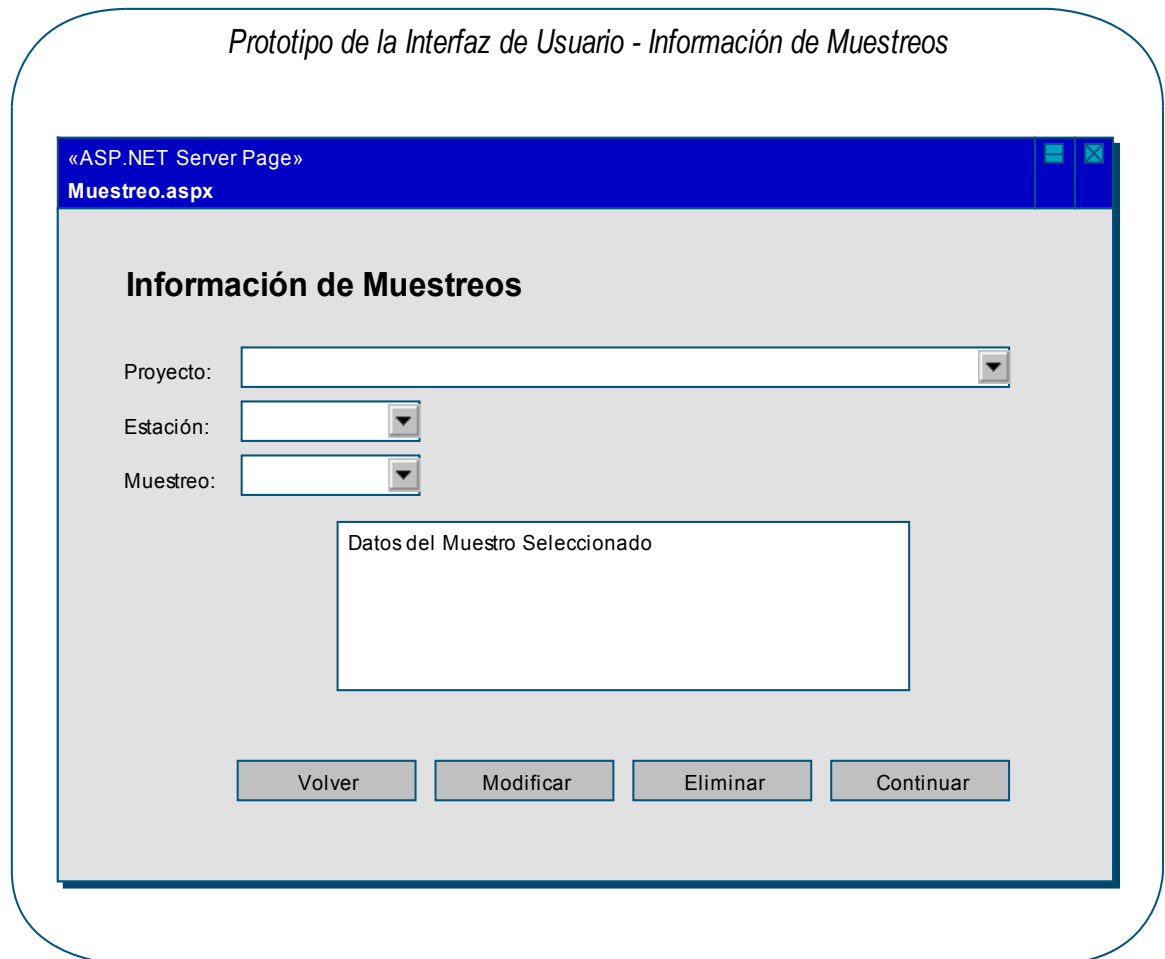 Prototipo de la Interfaz de Usuario - Información de Muestreos
«ASP.NET Server Page»
Muestreo.aspx
Información de Muestreos
Proyecto:
Estación:
Muestreo:
Datos del Muestro Seleccionado
Volver
Modificar
Eliminar
Continuar